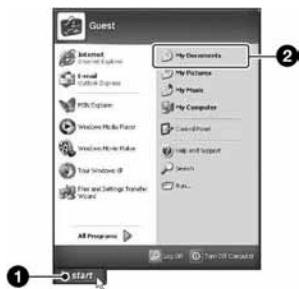 Guest
Internet
Internet Explorer
E-mail
Outlook Express
MSN Explorer
Windows Media Player
Windows Movie Maker
Tour Windows XP
Files and Settings Transfer
Wizard
All Programs
My Documents
My Pictures
My Music
My Computer
Control Panel
Help and Support
Search
Run...
Log Off
Turn Off Computer
start
1
2